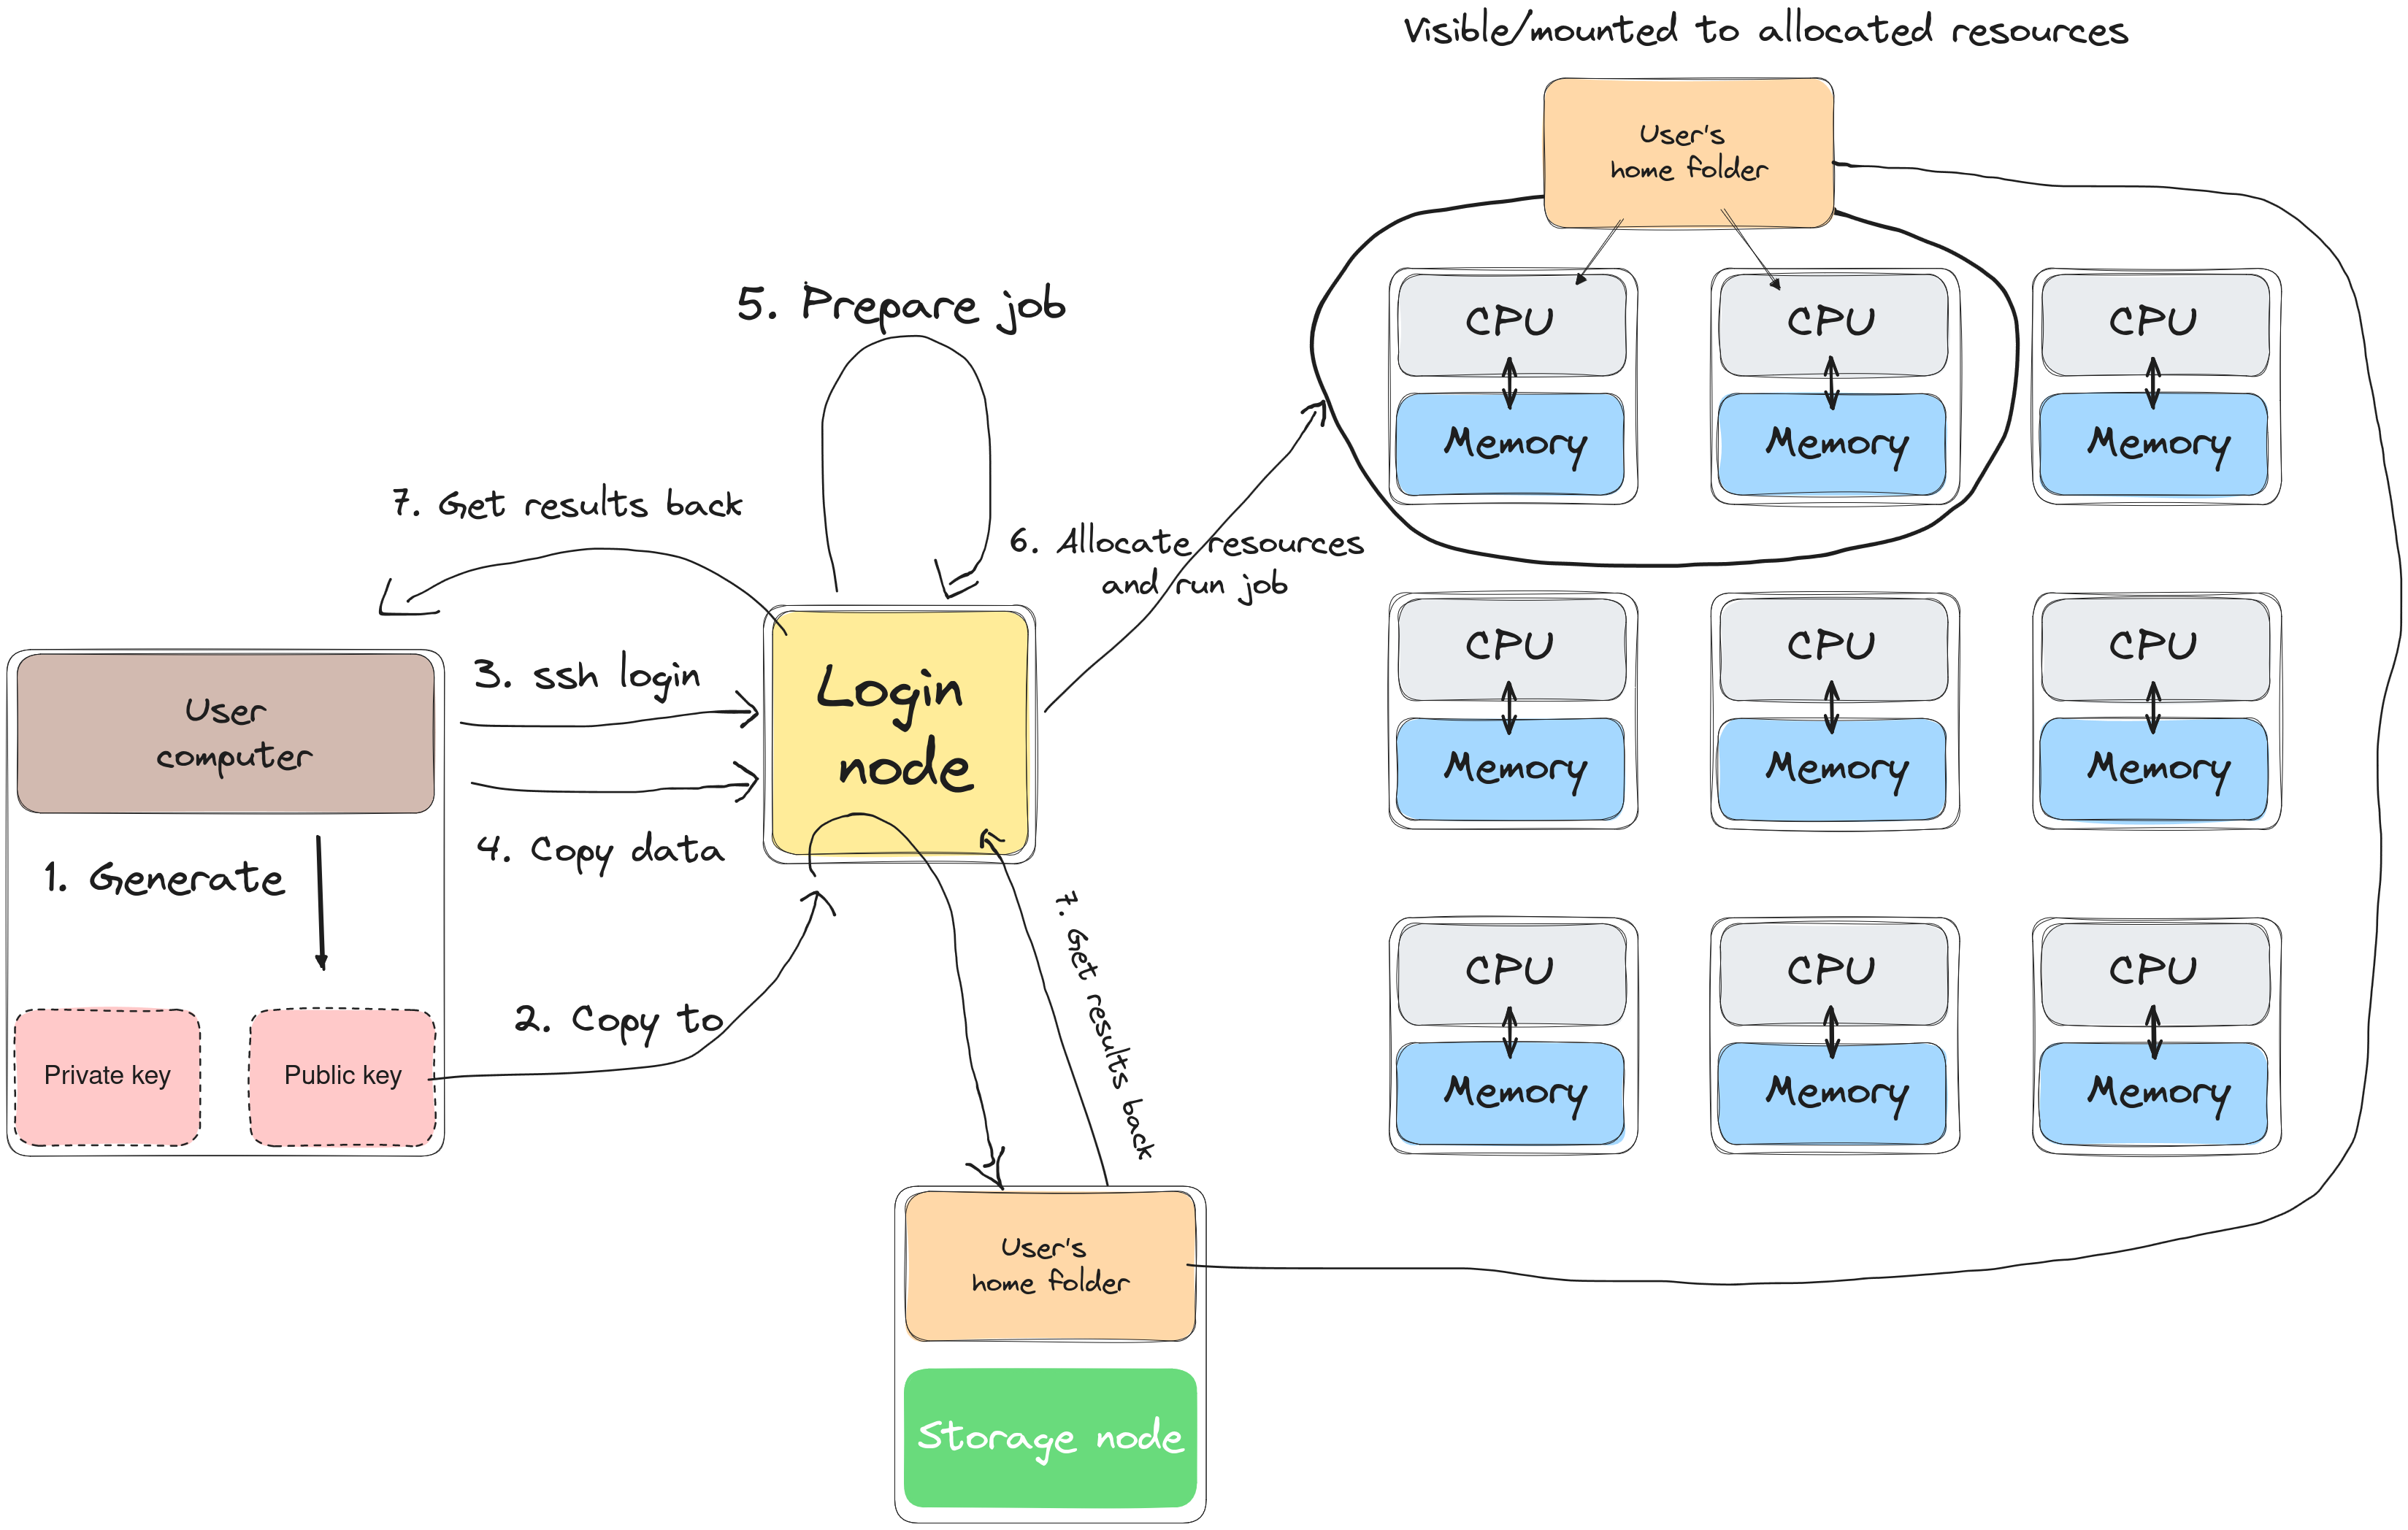 Visible/mounted to allocated resources
User's
home folder
CPU
CPU
CPU
Memory
Memory
Memory
5. Prepare job
7. Get results back
6. Allocate resources
and run job
User
computer
3. ssh login
4. Copy data
Login
node
1. Generate
Private key
Public key
2. Copy to
7. Get results back
CPU
CPU
CPU
Memory
Memory
Memory
CPU
CPU
CPU
Memory
Memory
Memory
User's
home folder
Storage node